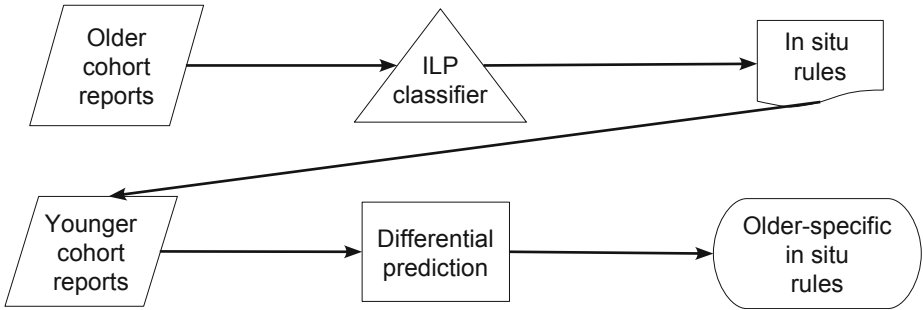 Older
cohort
reports
ILP
classifier
In situ
rules
Younger
cohort
reports
Differential
prediction
Older-specific
in situ
rules